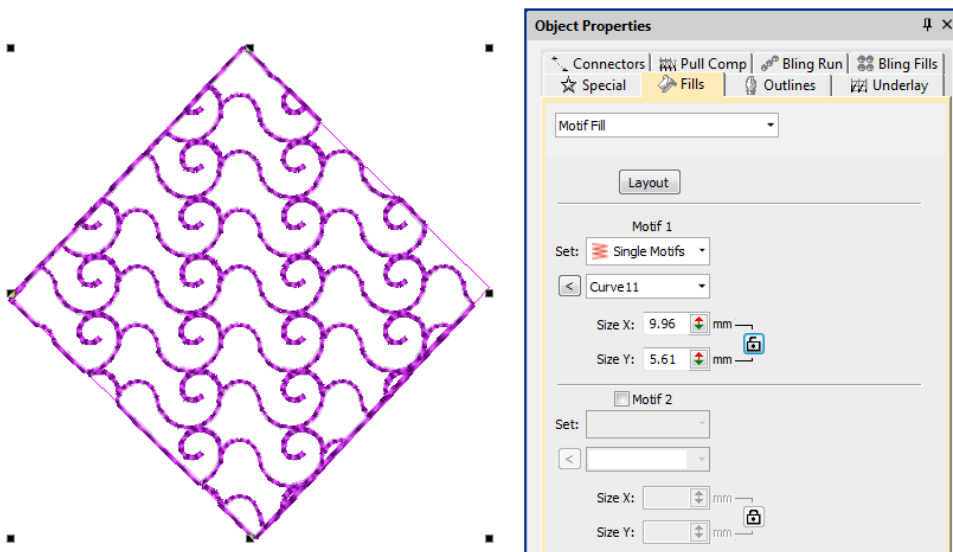 Object Properties
Connectors Pull Comp Bling Run Bling Fills
Special Fills Outlines Underlay
Motif Fill
Layout
Motif 1
Set: Single Motifs
< Curve11
Size X: 9.96 mm
Size Y: 5.61 mm
Motif 2
Set:
<
Size X: mm
Size Y: mm